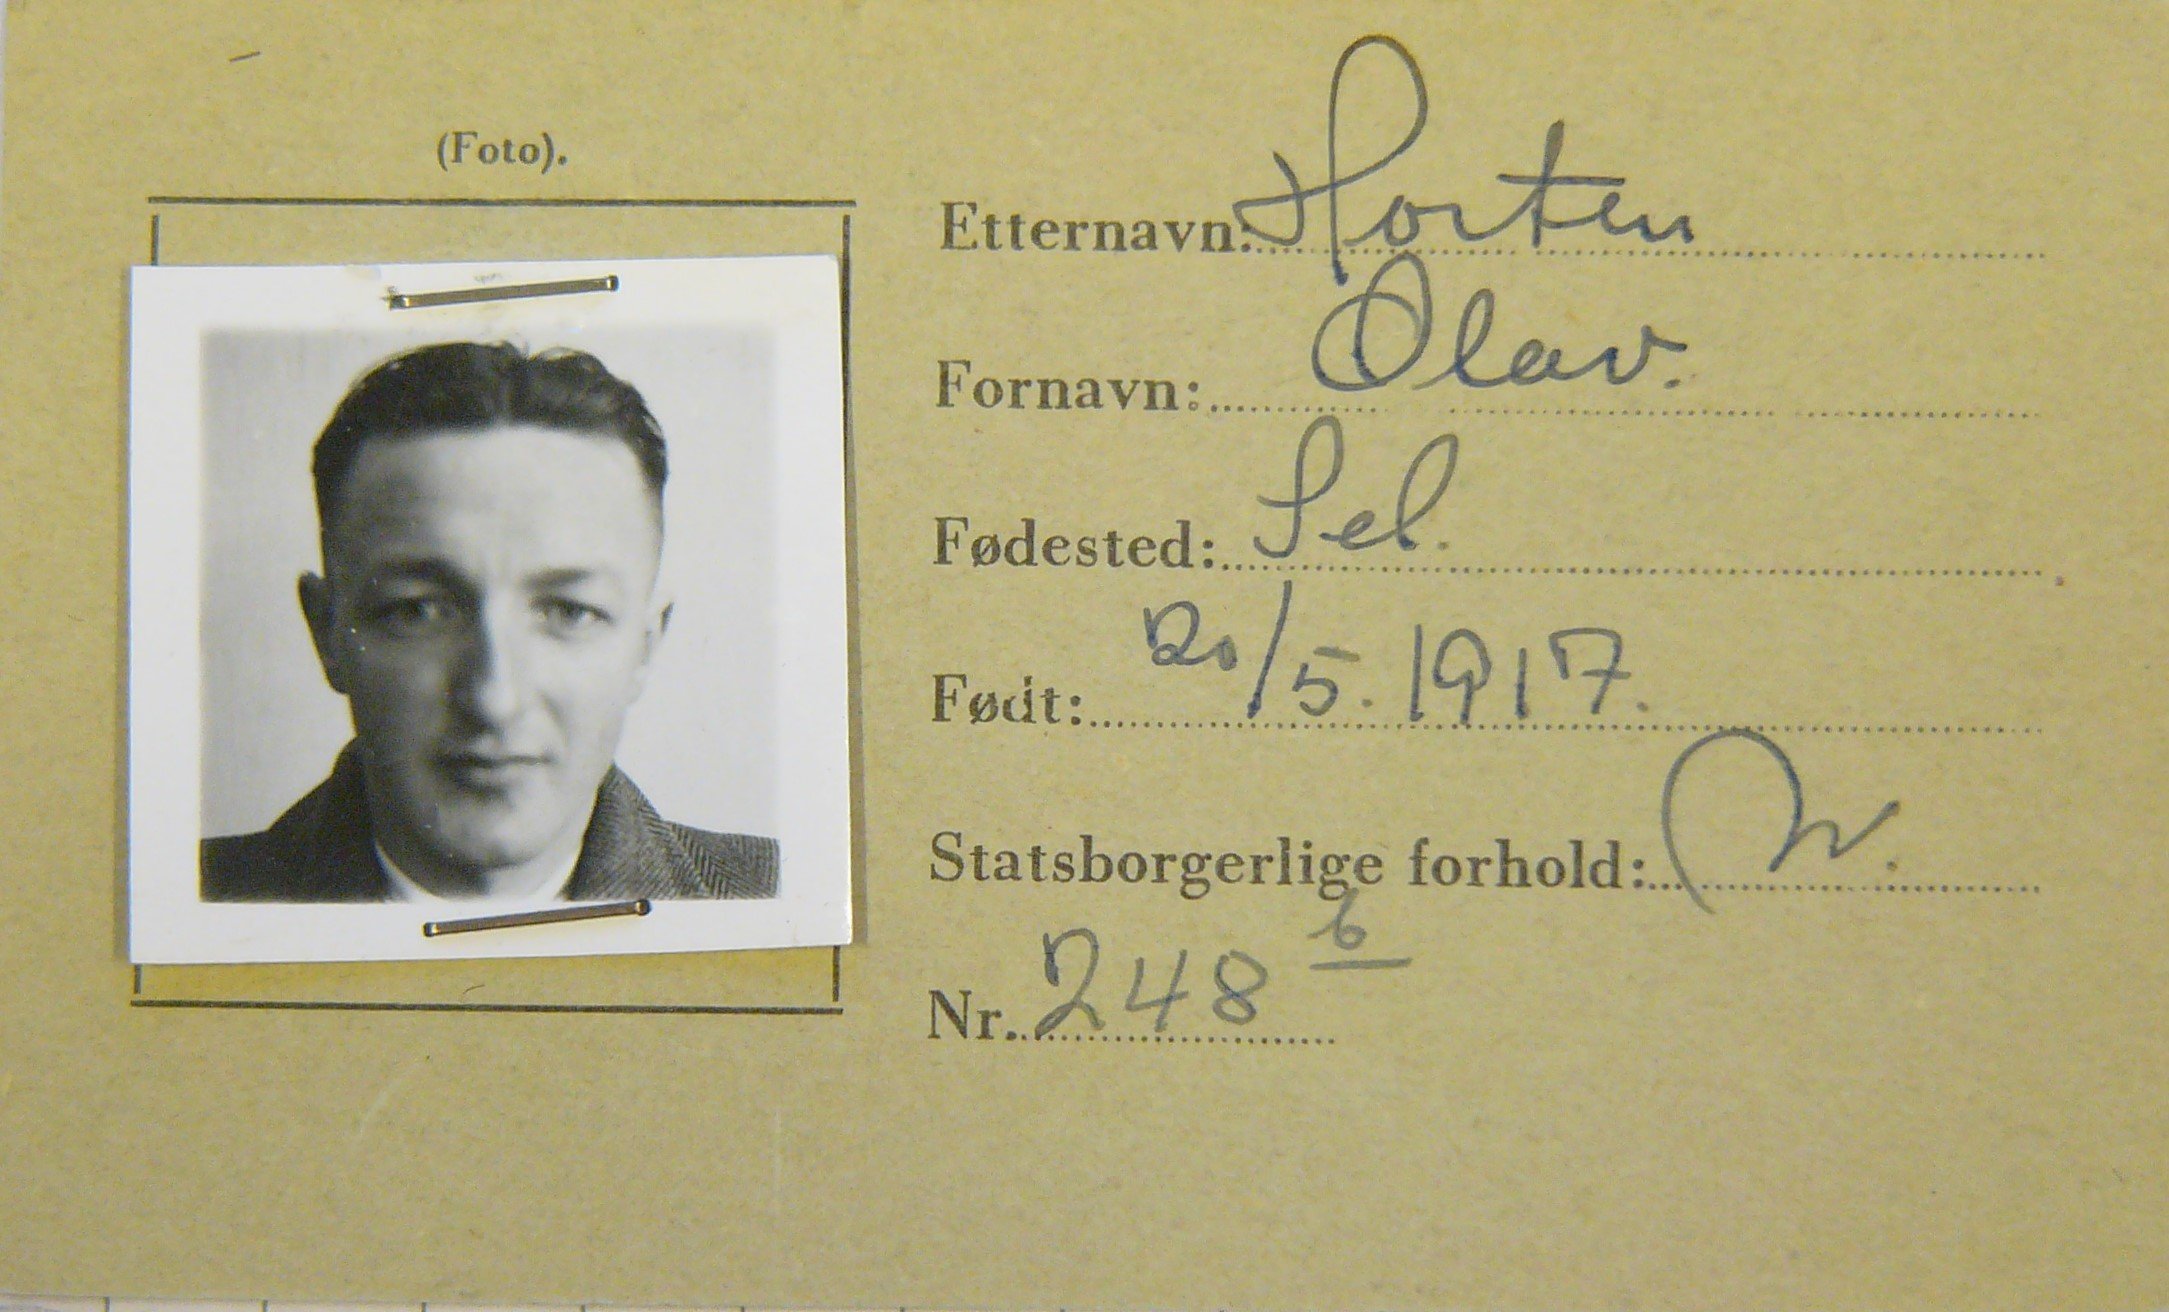 (Foto).
Etternavn: Horten
Fornavn: Olav.
Fødested: Sel.
Født: 20/5. 1917.
Statsborgerlige forhold: N.
Nr. 248 6